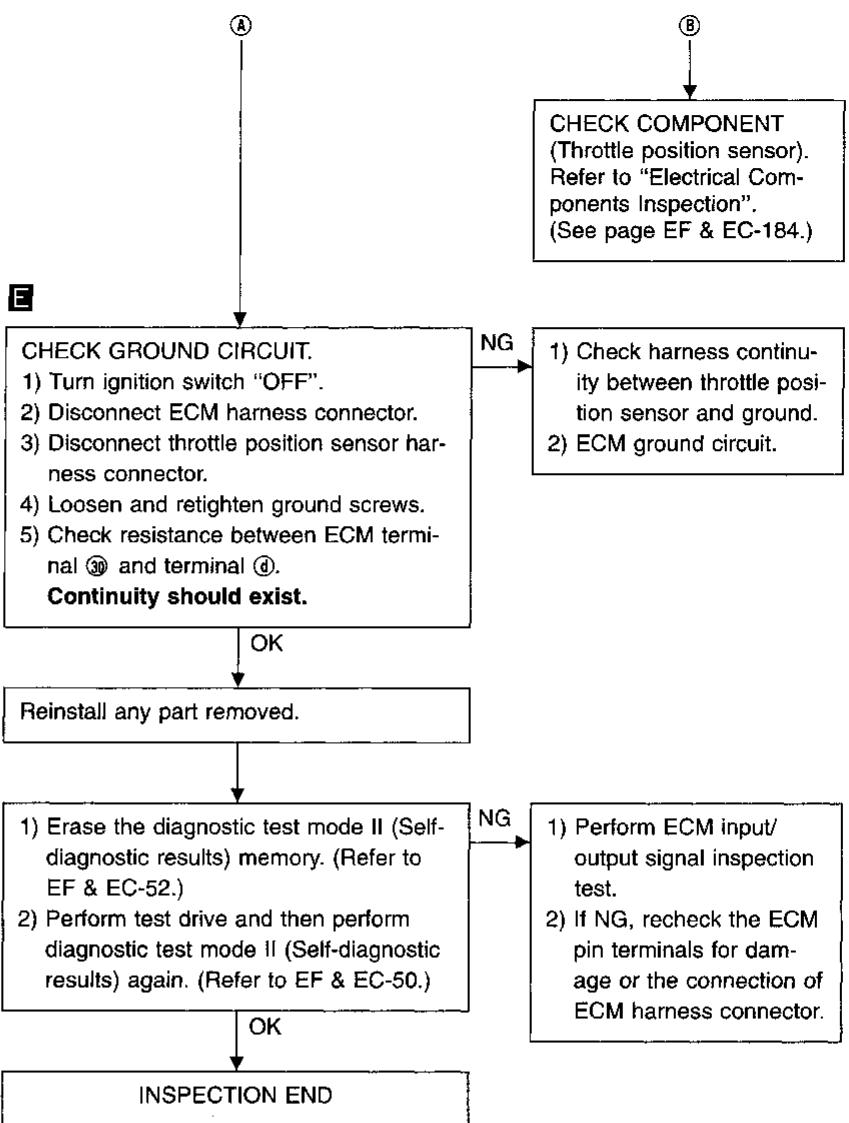 Ⓐ
Ⓑ
CHECK COMPONENT
(Throttle position sensor).
Refer to “Electrical Com-
ponents Inspection”.
(See page EF & EC-184.)
E
CHECK GROUND CIRCUIT.
1) Turn ignition switch “OFF”.
2) Disconnect ECM harness connector.
3) Disconnect throttle position sensor har-
ness connector.
4) Loosen and retighten ground screws.
5) Check resistance between ECM termi-
nal ㉚ and terminal ⓓ.
Continuity should exist.
NG
1) Check harness continu-
ity between throttle posi-
tion sensor and ground.
2) ECM ground circuit.
OK
Reinstall any part removed.
1) Erase the diagnostic test mode II (Self-
diagnostic results) memory. (Refer to
EF & EC-52.)
2) Perform test drive and then perform
diagnostic test mode II (Self-diagnostic
results) again. (Refer to EF & EC-50.)
NG
1) Perform ECM input/
output signal inspection
test.
2) If NG, recheck the ECM
pin terminals for dam-
age or the connection of
ECM harness connector.
OK
INSPECTION END